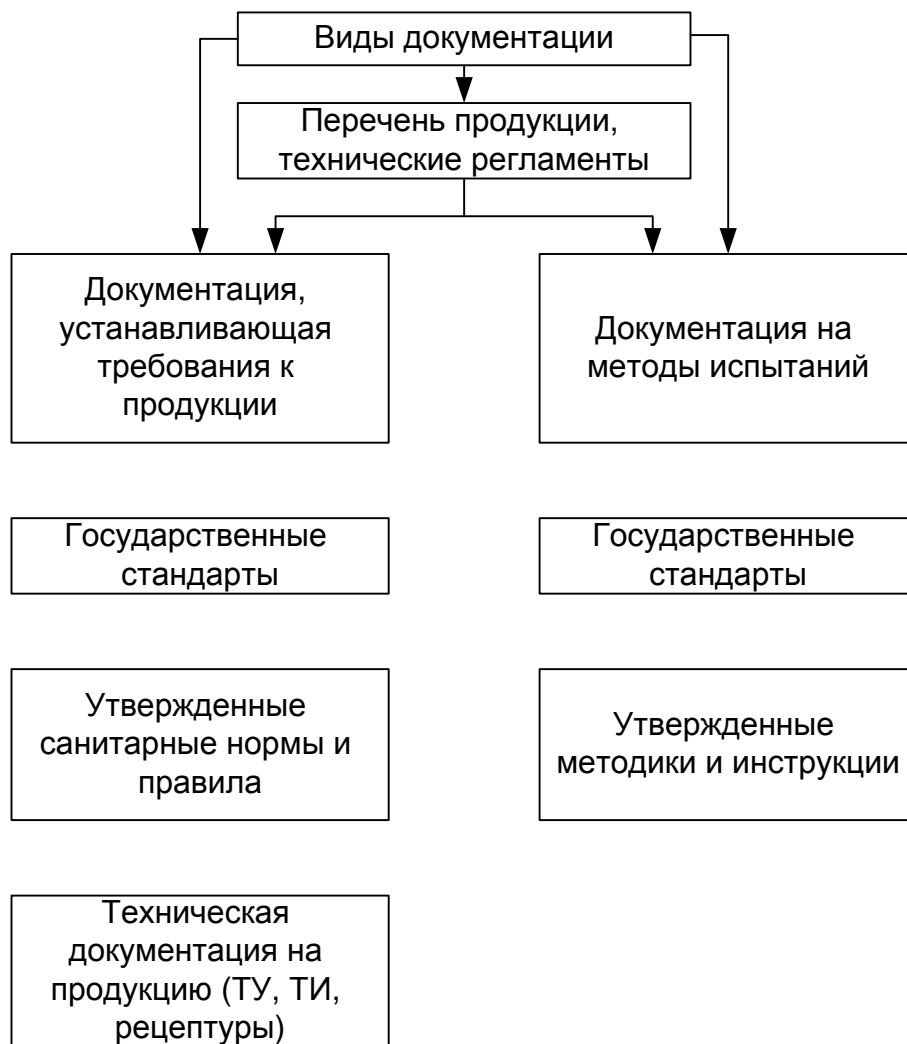 Виды документации
Перечень продукции,
технические регламенты
Документация,
устанавливающая
требования к
продукции
Документация на
методы испытаний
Государственные
стандарты
Государственные
стандарты
Утвержденные
санитарные нормы и
правила
Утвержденные
методики и инструкции
Техническая
документация на
продукцию (ТУ, ТИ,
рецептуры)